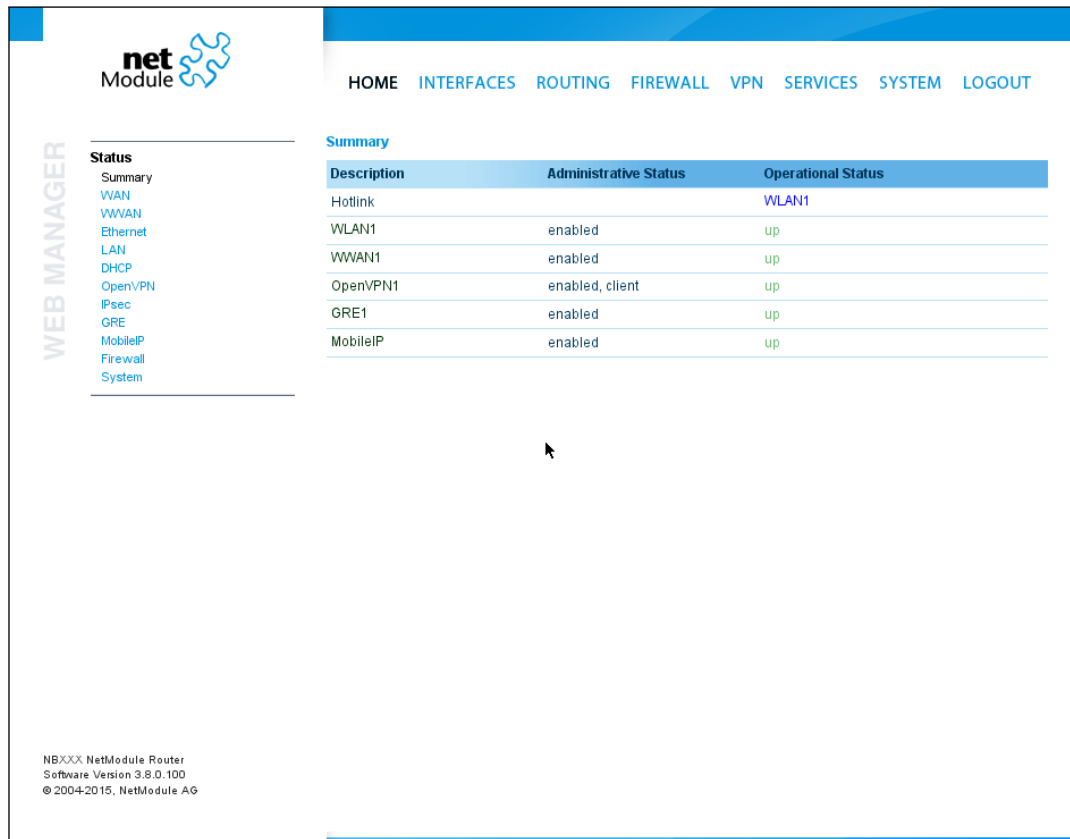 net
Module
HOME INTERFACES ROUTING FIREWALL VPN SERVICES SYSTEM LOGOUT
WEB MANAGER
Status
Summary
WAN
WWAN
Ethernet
LAN
DHCP
OpenVPN
IPsec
GRE
MobileIP
Firewall
System
Summary
Description Administrative Status Operational Status
Hotlink WLAN1
WLAN1 enabled up
WWAN1 enabled up
OpenVPN1 enabled, client up
GRE1 enabled up
MobileIP enabled up
NBXXX NetModule Router
Software Version 3.8.0.100
© 2004-2015, NetModule AG